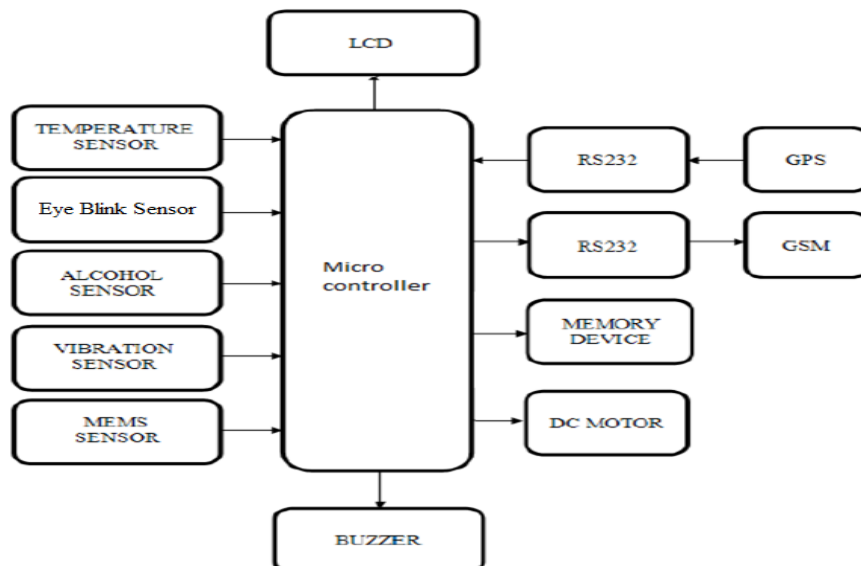 LCD
TEMPERATURE
SENSOR
Eye Blink Sensor
ALCOHOL
SENSOR
VIBRATION
SENSOR
MEMS
SENSOR
Micro
controller
RS232
GPS
RS232
GSM
MEMORY
DEVICE
DC MOTOR
BUZZER